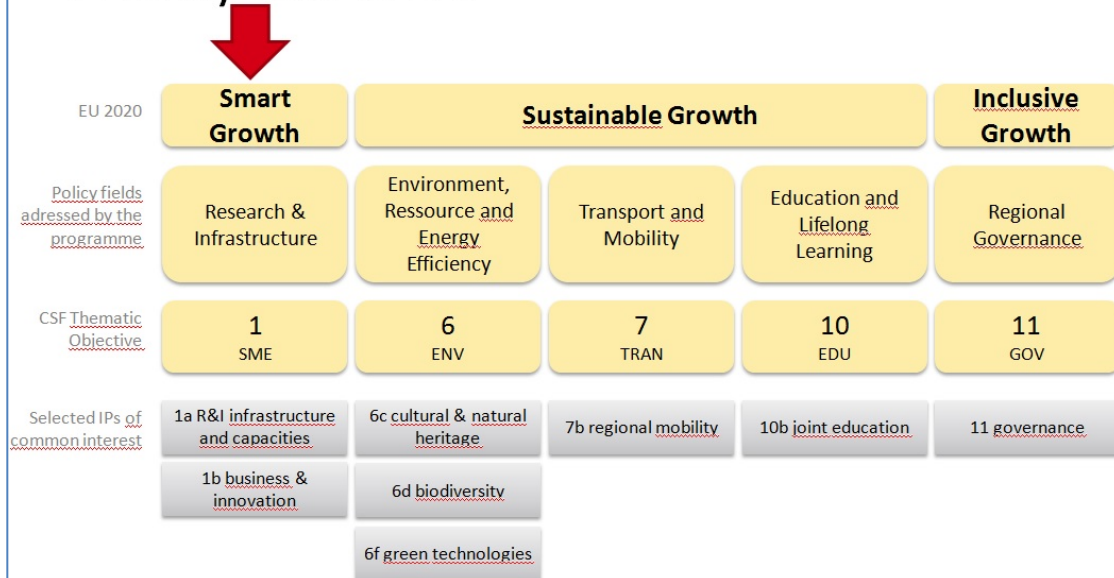 EU 2020
Smart
Growth
Sustainable Growth
Inclusive
Growth
Policy fields
adressed by the
programme
Research &
Infrastructure
Environment,
Ressource and
Energy
Efficiency
Transport and
Mobility
Education and
Lifelong
Learning
Regional
Governance
CSF Thematic
Objective
1
SME
6
ENV
7
TRAN
10
EDU
11
GOV
Selected IPs of
common interest
1a R&I infrastructure
and capacities
6c cultural & natural
heritage
7b regional mobility
10b joint education
11 governance
1b business &
innovation
6d biodiversity
6f green technologies